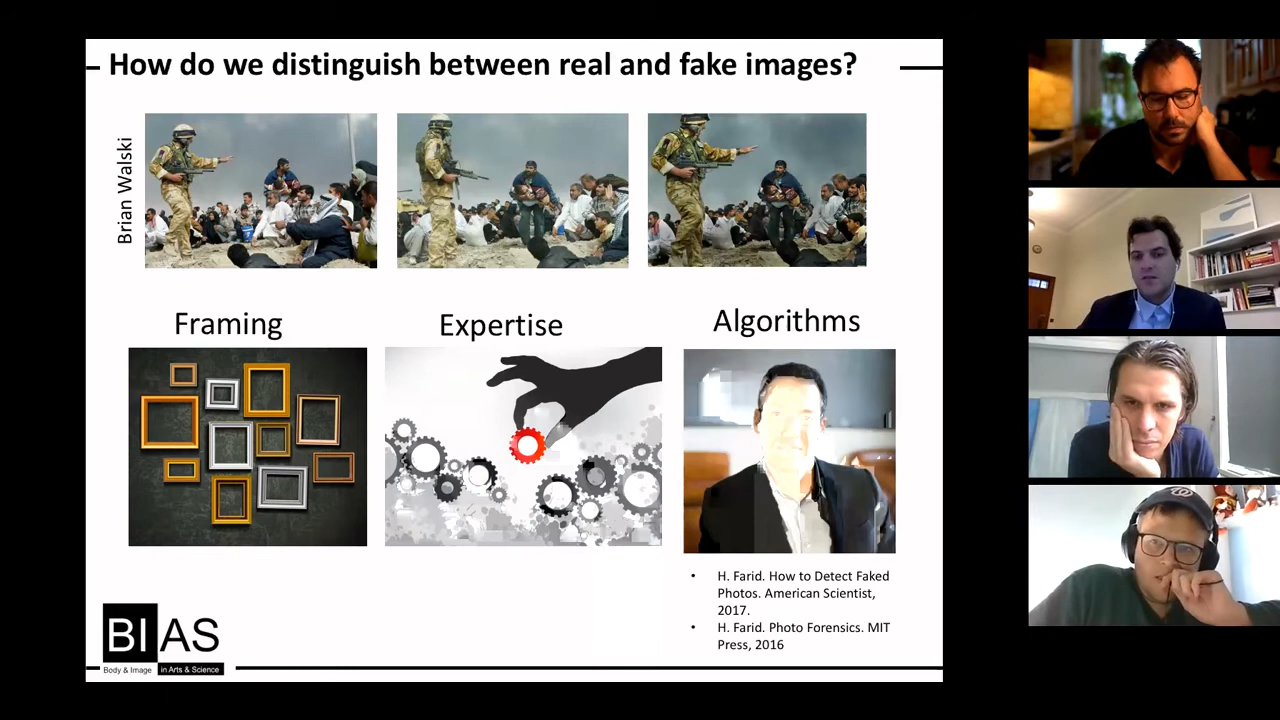 How do we distinguish between real and fake images?
Brian Walski
Framing
Expertise
Algorithms
• H. Farid. How to Detect Faked
Photos. American Scientist,
2017.
• H. Farid. Photo Forensics. MIT
Press, 2016
BIAS
Body & Image in Arts & Science